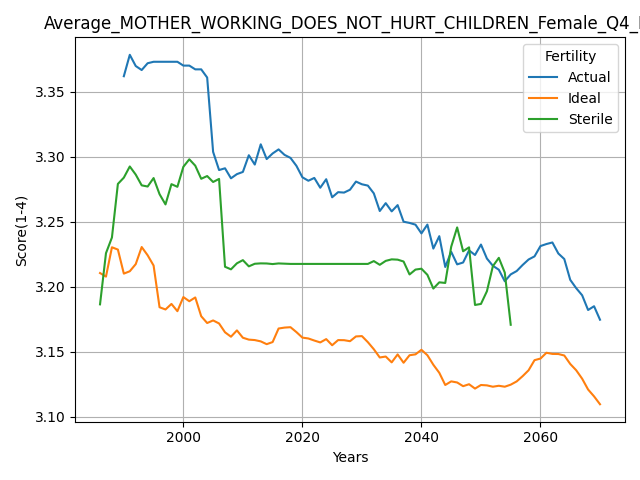 Average_MOTHER_WORKING_DOES_NOT_HURT_CHILDREN_Female_Q4_
Fertility
Actual
Ideal
Sterile
Score(1-4)
3.35
3.30
3.25
3.20
3.15
3.10
2000
2020
2040
2060
Years